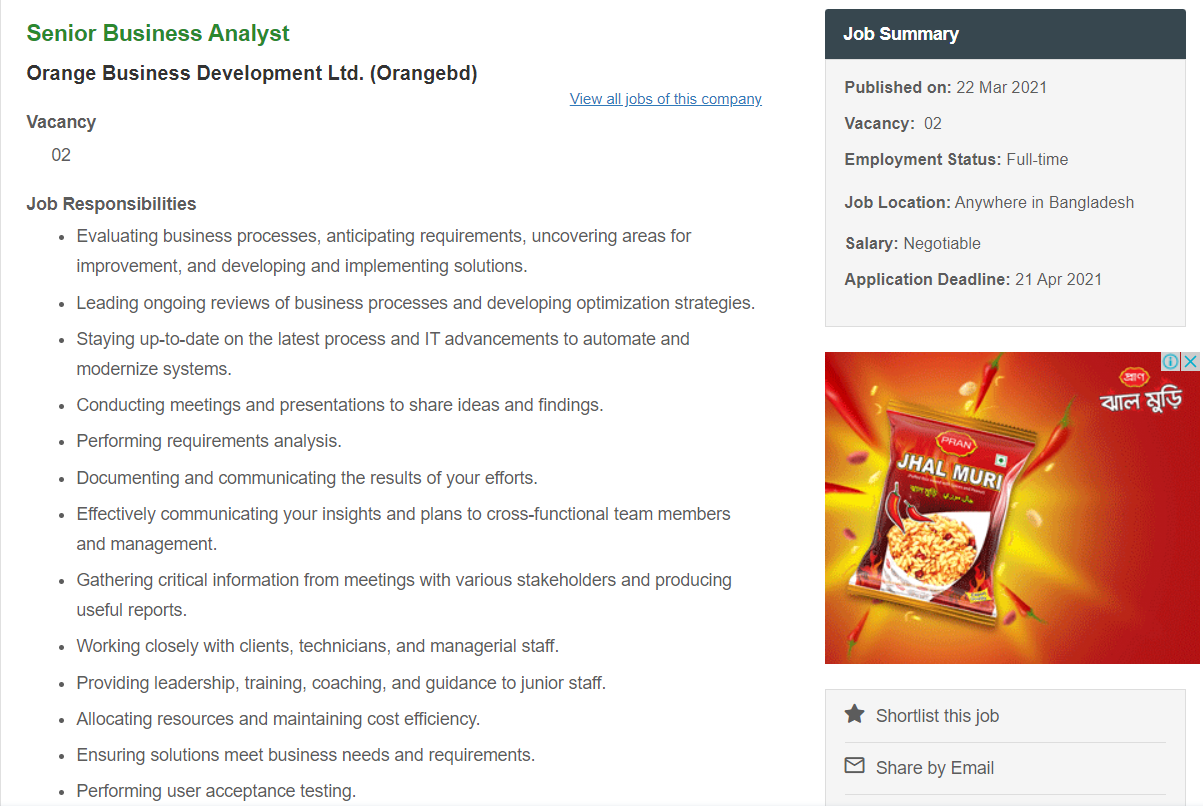 Senior Business Analyst
Orange Business Development Ltd. (Orangebd)
View all jobs of this company
Vacancy
02
Job Responsibilities
Evaluating business processes, anticipating requirements, uncovering areas for
improvement, and developing and implementing solutions.
Leading ongoing reviews of business processes and developing optimization strategies.
Staying up-to-date on the latest process and IT advancements to automate and
modernize systems.
Conducting meetings and presentations to share ideas and findings.
Performing requirements analysis.
Documenting and communicating the results of your efforts.
Effectively communicating your insights and plans to cross-functional team members
and management.
Gathering critical information from meetings with various stakeholders and producing
useful reports.
Working closely with clients, technicians, and managerial staff.
Providing leadership, training, coaching, and guidance to junior staff.
Allocating resources and maintaining cost efficiency.
Ensuring solutions meet business needs and requirements.
Performing user acceptance testing.
Job Summary
Published on: 22 Mar 2021
Vacancy: 02
Employment Status: Full-time
Job Location: Anywhere in Bangladesh
Salary: Negotiable
Application Deadline: 21 Apr 2021
প্রাণ
ঝাল মুড়ি
PRAN
JHAL MURI
ঝাল মুড়ি
Shortlist this job
Share by Email